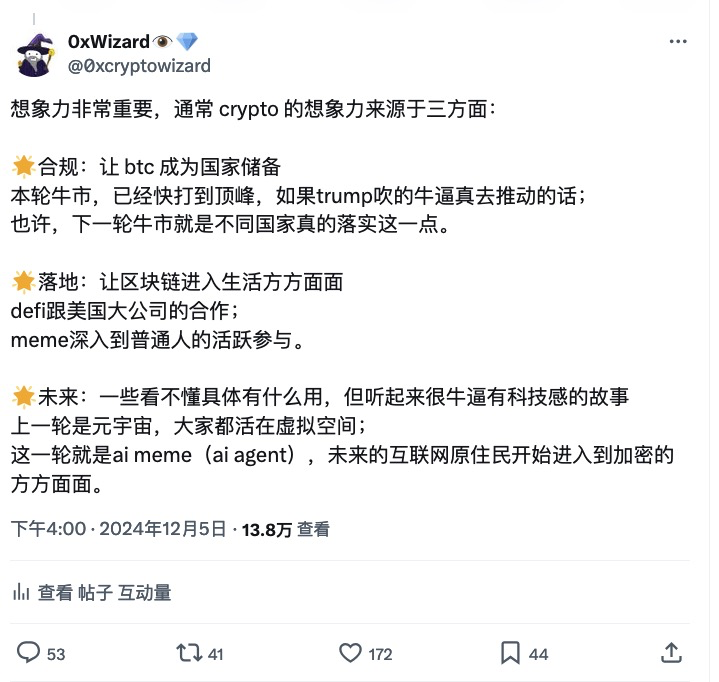 0xWizard👁️💎
@0xcryptowizard
想象力非常重要，通常 crypto 的想象力来源于三方面：
🌟合规：让 btc 成为国家储备
本轮牛市，已经快打到顶峰，如果trump吹的牛逼真去推动的话；
也许，下一轮牛市就是不同国家真的落实这一点。
🌟落地：让区块链进入生活方方面面
defi跟美国大公司的合作；
meme深入到普通人的活跃参与。
🌟未来：一些看不懂具体有什么用，但听起来很牛逼有科技感的故事
上一轮是元宇宙，大家都活在虚拟空间；
这一轮就是ai meme（ai agent），未来的互联网原住民开始进入到加密的
方方面面。
下午4:00 · 2024年12月5日 · 13.8万 查看
查看 帖子 互动量
53 41 172 44